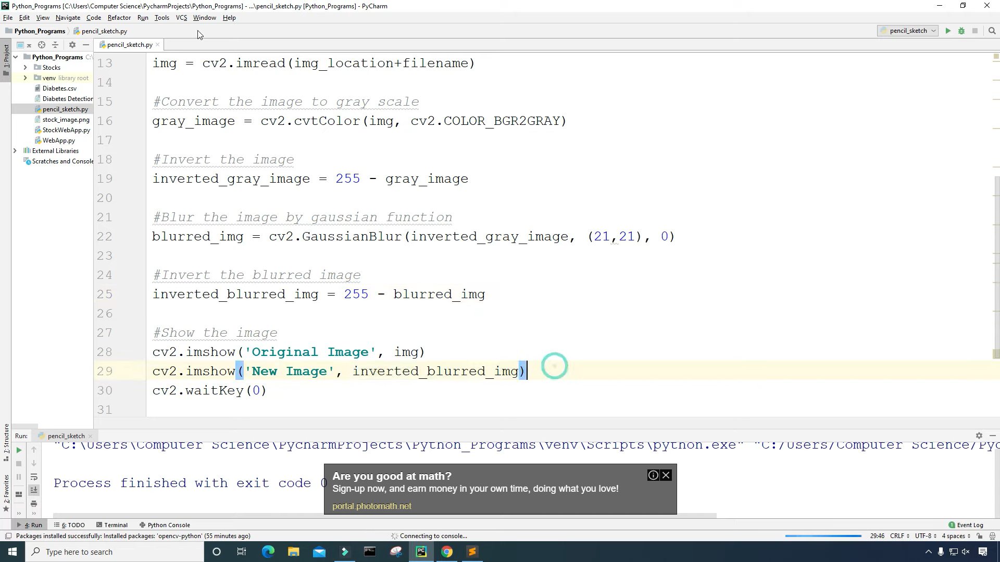 Python_Programs [C:\Users\Computer Science\PycharmProjects\Python_Programs] - ...\pencil_sketch.py [Python_Programs] - PyCharm
File Edit View Navigate Code Refactor Run Tools VCS Window Help
Python_Programs pencil_sketch.py pencil_sketch
1: Project
pencil_sketch.py
Python_Programs C:\
Stocks
venv library root
Diabetes.csv
Diabetes Detection
pencil_sketch.py
stock_image.png
StockWebApp.py
WebApp.py
External Libraries
Scratches and Console
13 img = cv2.imread(img_location+filename)
14
15 #Convert the image to gray scale
16 gray_image = cv2.cvtColor(img, cv2.COLOR_BGR2GRAY)
17
18 #Invert the image
19 inverted_gray_image = 255 - gray_image
20
21 #Blur the image by gaussian function
22 blurred_img = cv2.GaussianBlur(inverted_gray_image, (21,21), 0)
23
24 #Invert the blurred image
25 inverted_blurred_img = 255 - blurred_img
26
27 #Show the image
28 cv2.imshow('Original Image', img)
29 cv2.imshow('New Image', inverted_blurred_img)
30 cv2.waitKey(0)
31
7: Structure
2: Favorites
Run: pencil_sketch
"C:\Users\Computer Science\PycharmProjects\Python_Programs\venv\Scripts\python.exe" "C:/Users/Computer Science/Pyc
Process finished with exit code 0
Are you good at math?
Sign-up now, and earn money in your own time, doing what you love!
portal.photomath.net
4: Run 6: TODO Terminal Python Console 1 Event Log
Packages installed successfully: Installed packages: 'opencv-python' (55 minutes ago) Connecting to console... 29:46 CRLF UTF-8 4 spaces
Type here to search